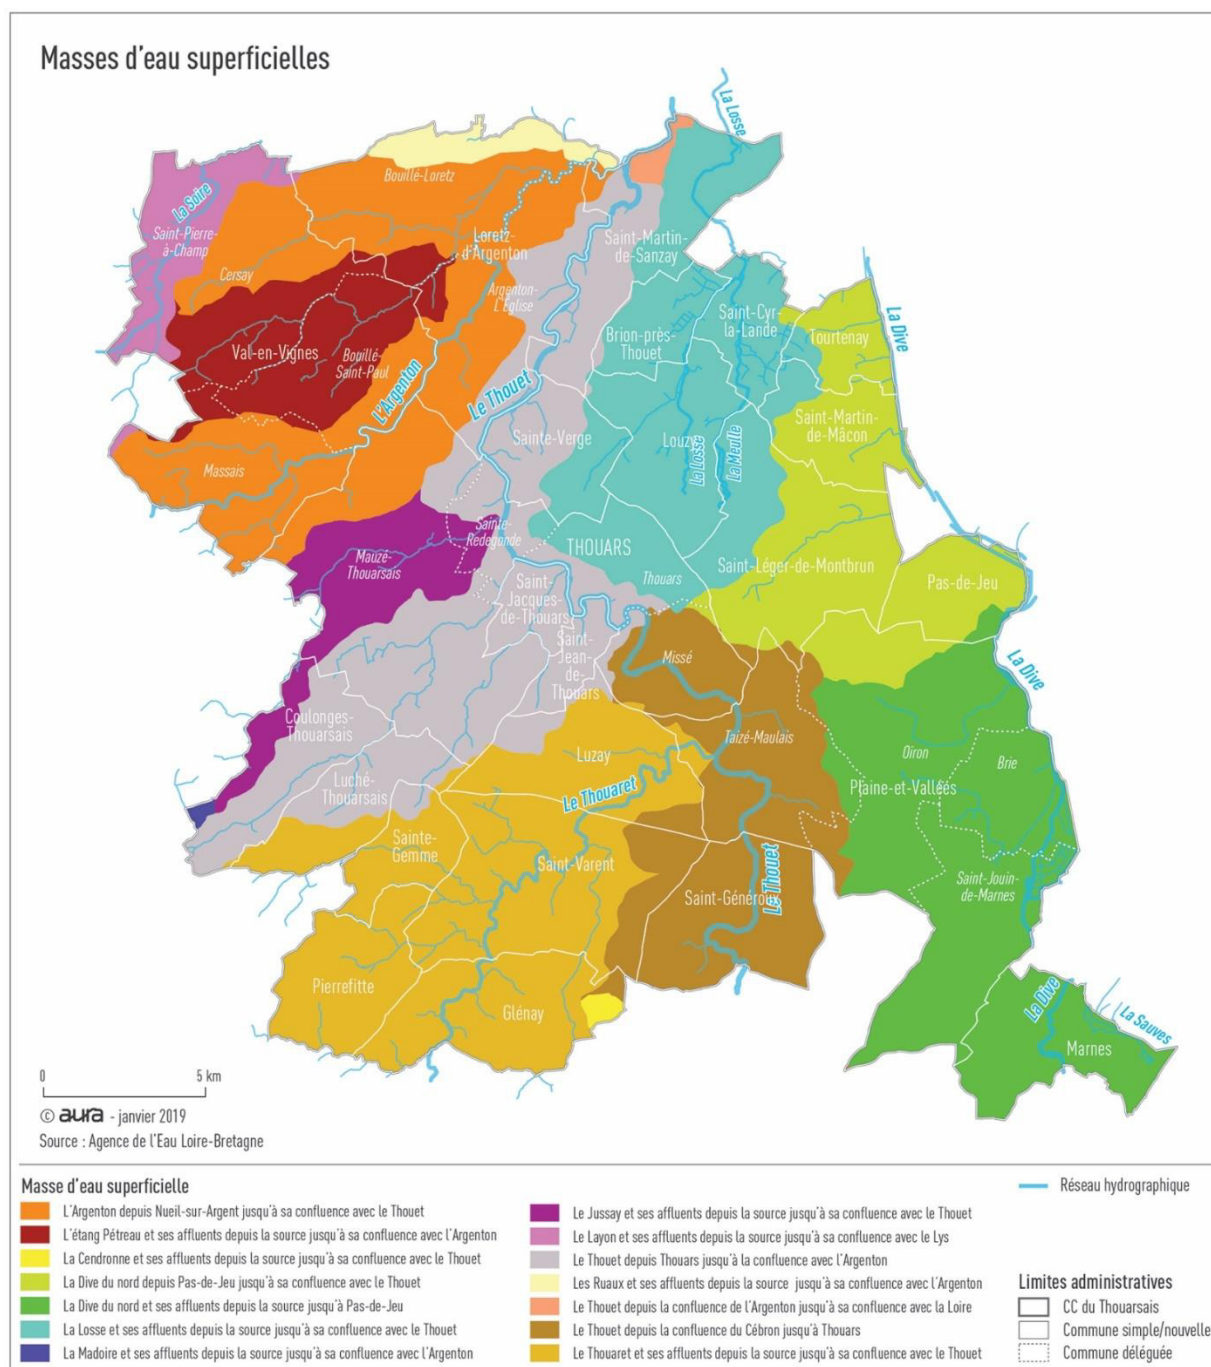 Masses d'eau superficielles
La Losse
Bouillé-Loretz
La Soire
Saint-Pierre-
à-Champ
Loretz-
d'Argenton
Saint-Martin-
de-Sanzay
Cersay
Argenton-
L'Église
Saint-Cyr-
la-Lande
La Dive
Tourtenay
Brion-près-
Thouet
Val-en-Vignes
Bouillé-
Saint-Paul
L'Argenton
Le Thouet
Saint-Martin-
de-Mâcon
Sainte-Verge
Louzy
La Losse
La Meulle
Massais
Sainte-
Redegonde
THOUARS
Mauzé-
Thouarsais
Saint-
Jacques-
de-Thouars
Thouars
Saint-Léger-de-Montbrun
Pas-de-Jeu
Saint-
Jean-
de-
Thouars
Missé
La Dive
Coulonges-
Thouarsais
Luzay
Taizé-Maulais
Oiron
Brie
Luché-
Thouarsais
Le Thouaret
Plaine-et-Vallées
Sainte-
Gemme
Saint-Varent
Le Thouet
Saint-Généroux
Saint-Jouin-
de-Marnes
Pierrefitte
Glénay
La Dive
La Sauves
Marnes
0 5 km
© aura - janvier 2019
Source : Agence de l'Eau Loire-Bretagne
Masse d'eau superficielle
L'Argenton depuis Nueil-sur-Argent jusqu'à sa confluence avec le Thouet
L'étang Pétreau et ses affluents depuis la source jusqu'à sa confluence avec l'Argenton
La Cendronne et ses affluents depuis la source jusqu'à sa confluence avec le Thouet
La Dive du nord depuis Pas-de-Jeu jusqu'à sa confluence avec le Thouet
La Dive du nord et ses affluents depuis la source jusqu'à Pas-de-Jeu
La Losse et ses affluents depuis la source jusqu'à sa confluence avec le Thouet
La Madoire et ses affluents depuis la source jusqu'à sa confluence avec l'Argenton
Le Jussay et ses affluents depuis la source jusqu'à sa confluence avec le Thouet
Le Layon et ses affluents depuis la source jusqu'à sa confluence avec le Lys
Le Thouet depuis Thouars jusqu'à la confluence avec l'Argenton
Les Ruaux et ses affluents depuis la source jusqu'à sa confluence avec l'Argenton
Le Thouet depuis la confluence de l'Argenton jusqu'à sa confluence avec la Loire
Le Thouet depuis la confluence du Cébron jusqu'à Thouars
Le Thouaret et ses affluents depuis la source jusqu'à sa confluence avec le Thouet
Réseau hydrographique
Limites administratives
CC du Thouarsais
Commune simple/nouvelle
Commune déléguée